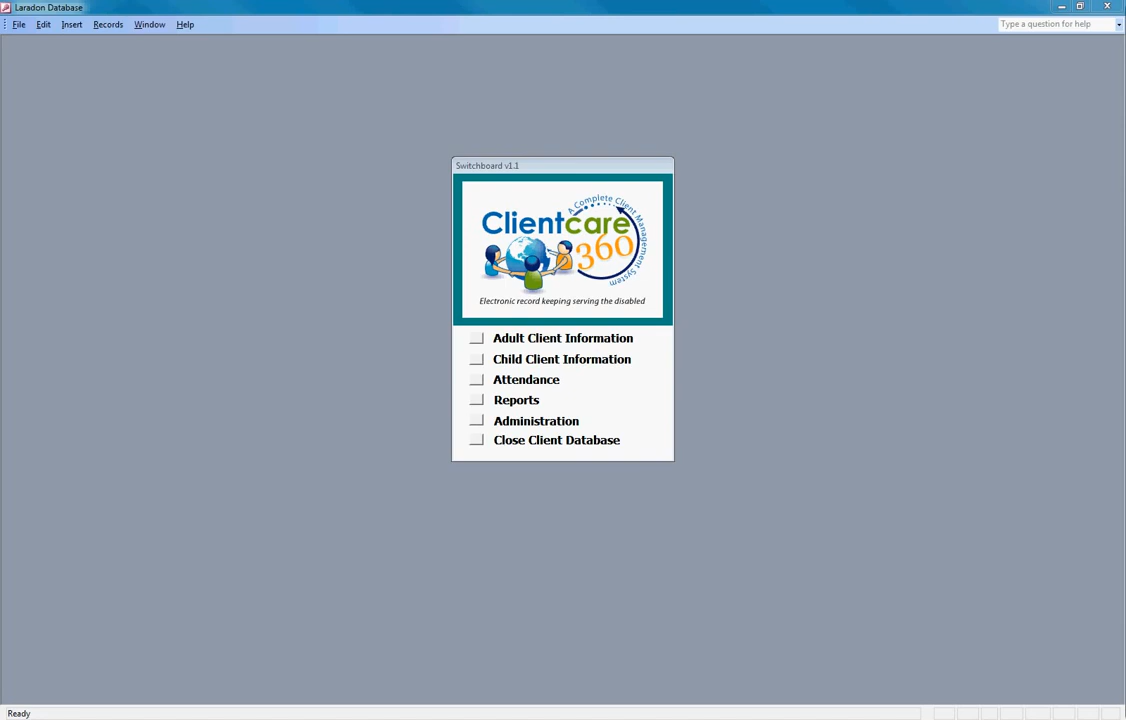 Laradon Database
File Edit Insert Records Window Help
Type a question for help
Switchboard v1.1
A Complete Client Management System
Clientcare
360
Electronic record keeping serving the disabled
Adult Client Information
Child Client Information
Attendance
Reports
Administration
Close Client Database
Ready